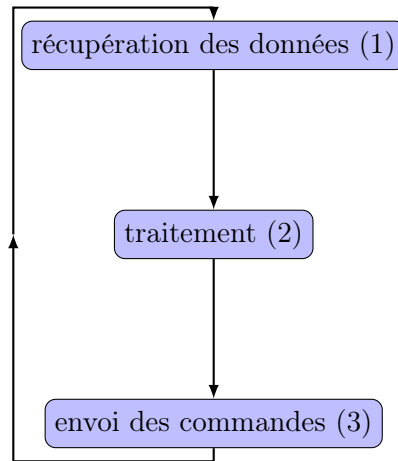 récupération des données (1)
traitement (2)
envoi des commandes (3)